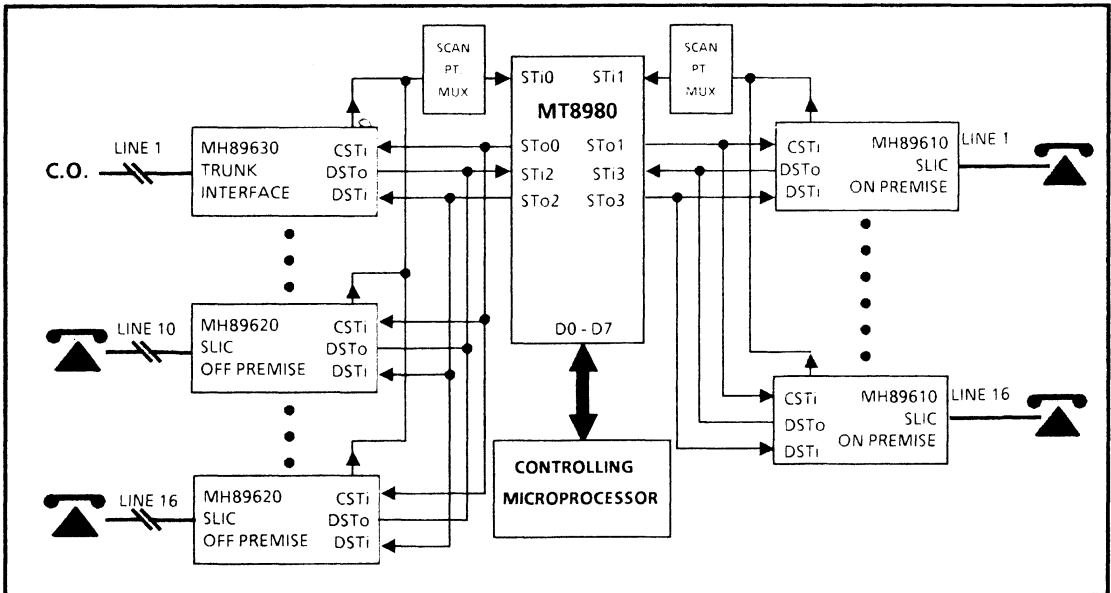 SCAN
PT.
MUX
SCAN
PT
MUX
STi0 STi1
MT8980
STo0 STo1
STi2 STi3
STo2 STo3
D0 - D7
CONTROLLING
MICROPROCESSOR
C.O.
LINE 1
MH89630
TRUNK
INTERFACE
CSTi
DSTo
DSTi
LINE 10
MH89620
SLIC
OFF PREMISE
CSTi
DSTo
DSTi
LINE 16
MH89620
SLIC
OFF PREMISE
CSTi
DSTo
DSTi
CSTi
DSTo
DSTi
MH89610
SLIC
ON PREMISE
LINE 1
CSTi
DSTo
DSTi
MH89610
SLIC
ON PREMISE
LINE 16